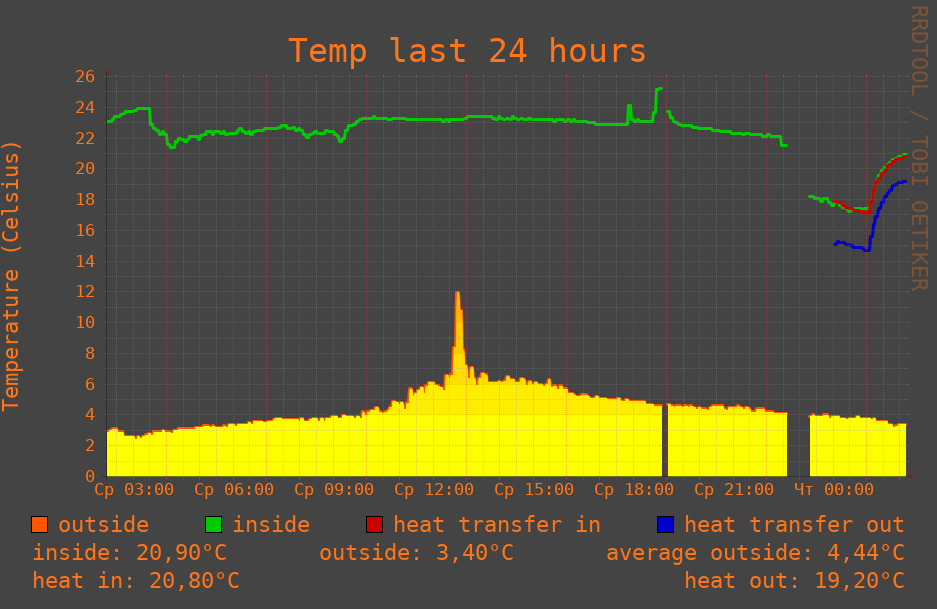 Temp last 24 hours
RRDTOOL / TOBI OETIKER
Temperature (Celsius)
26
24
22
20
18
16
14
12
10
8
6
4
2
0
Ср 03:00 Ср 06:00 Ср 09:00 Ср 12:00 Ср 15:00 Ср 18:00 Ср 21:00 Чт 00:00
outside inside heat transfer in heat transfer out
inside: 20,90°C outside: 3,40°C average outside: 4,44°C
heat in: 20,80°C heat out: 19,20°C